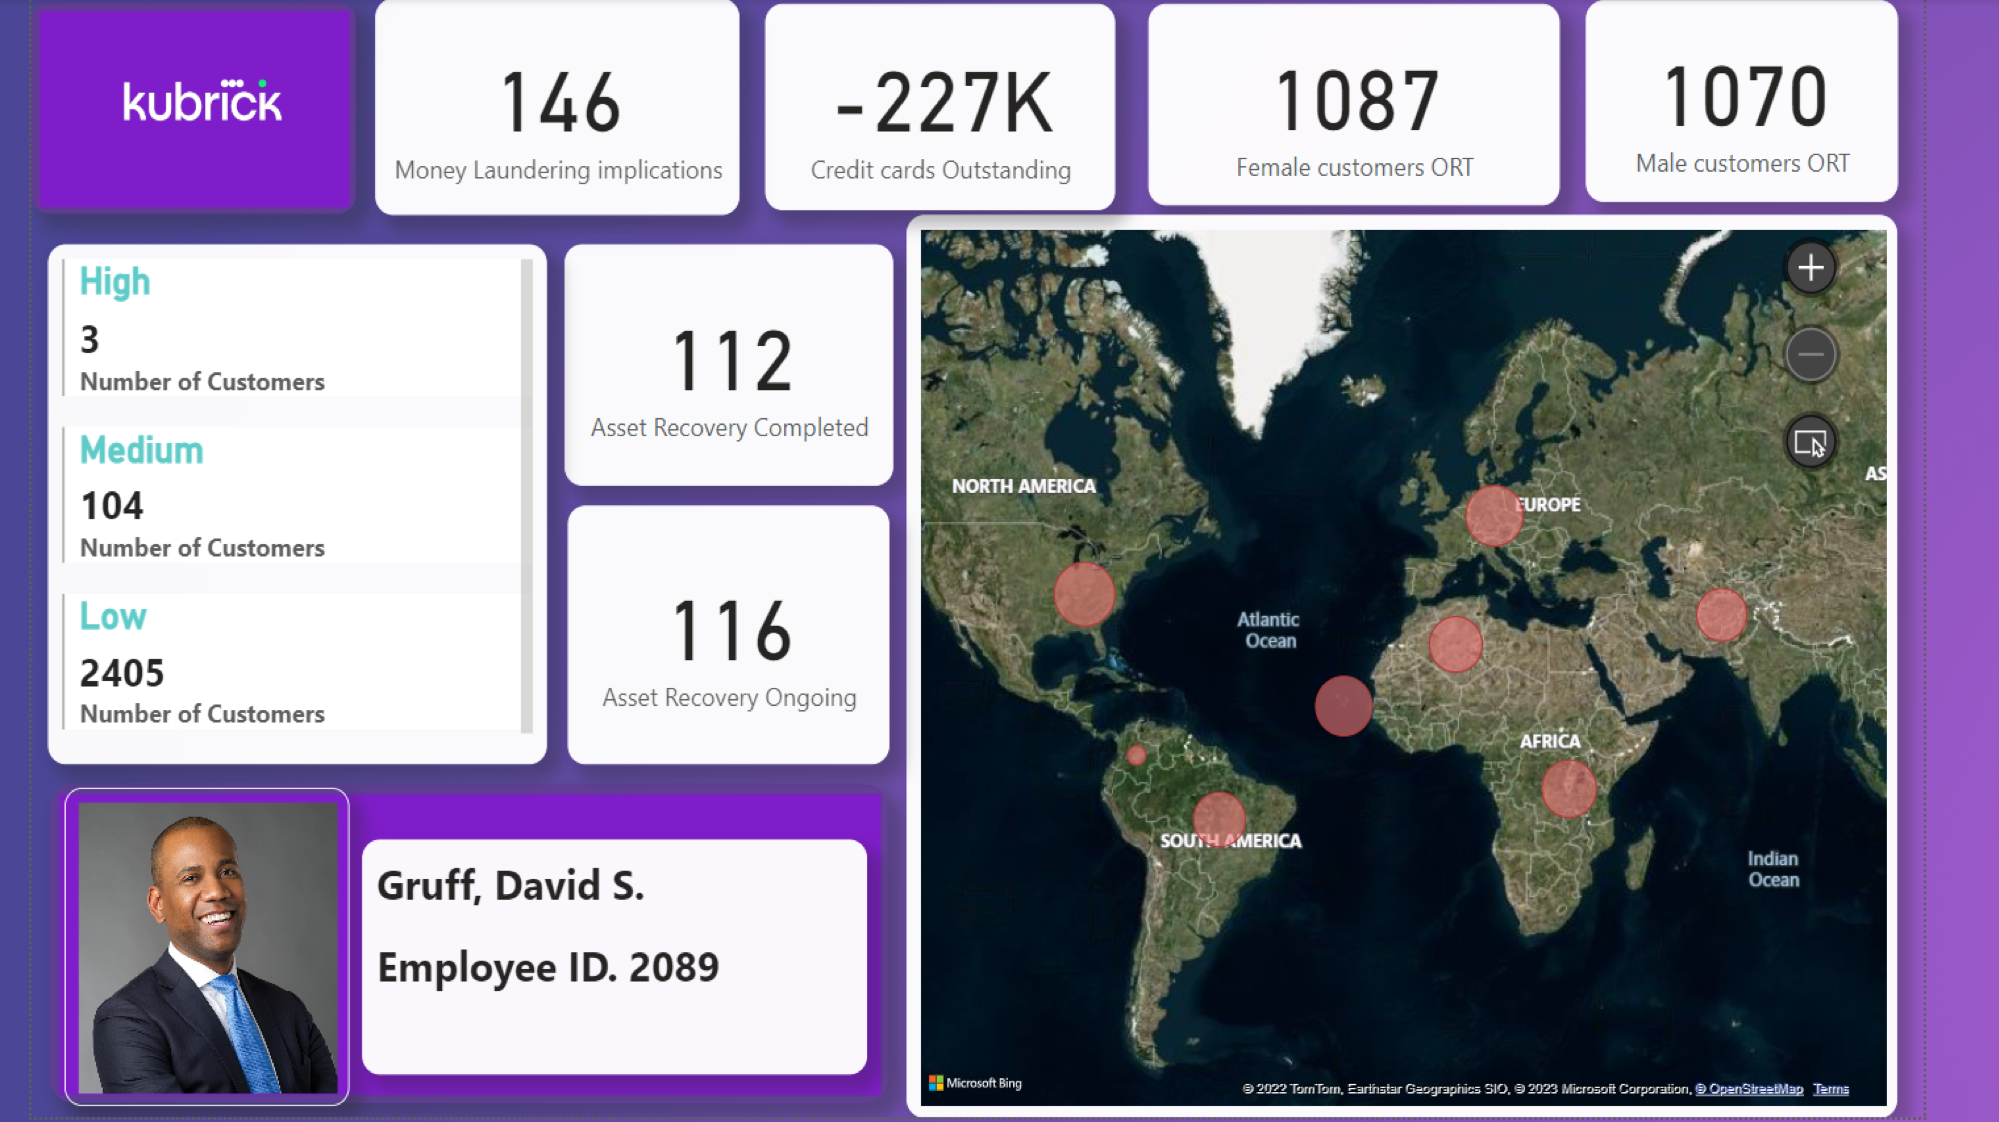 kubrick
146
Money Laundering implications
-227K
Credit cards Outstanding
1087
Female customers ORT
1070
Male customers ORT
High
3
Number of Customers
Medium
104
Number of Customers
Low
2405
Number of Customers
112
Asset Recovery Completed
116
Asset Recovery Ongoing
Gruff, David S.
Employee ID. 2089
NORTH AMERICA
EUROPE
AS
Atlantic
Ocean
AFRICA
SOUTH AMERICA
Indian
Ocean
Microsoft Bing
© 2022 TomTom, Earthstar Geographics SIO, © 2023 Microsoft Corporation, © OpenStreetMap Terms